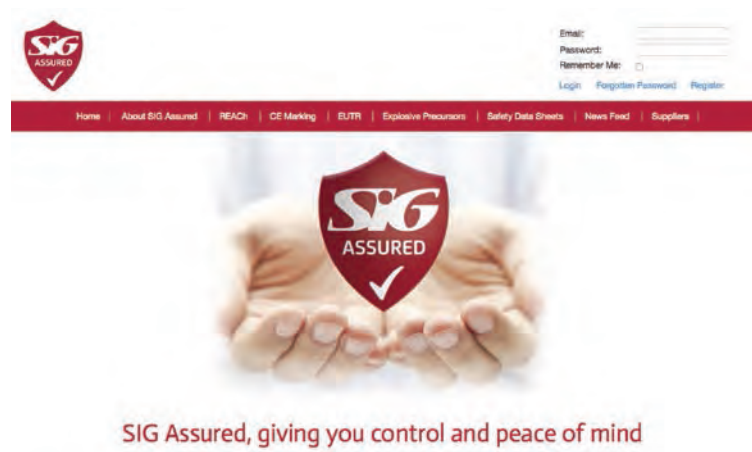 SiG
ASSURED
Email:
Password:
Remember Me:
Login Forgotten Password Register
Home | About SIG Assured | REACh | CE Marking | EUTR | Explosive Precursors | Safety Data Sheets | News Feed | Suppliers |
SiG
ASSURED
SIG Assured, giving you control and peace of mind